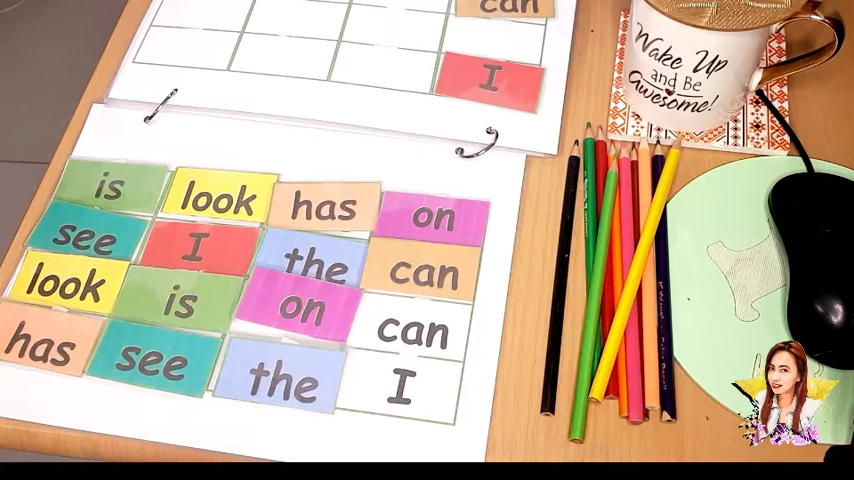 can
I
is look has on
see I the can
look is on can
has see the I
Wake Up
and Be
Awesome!